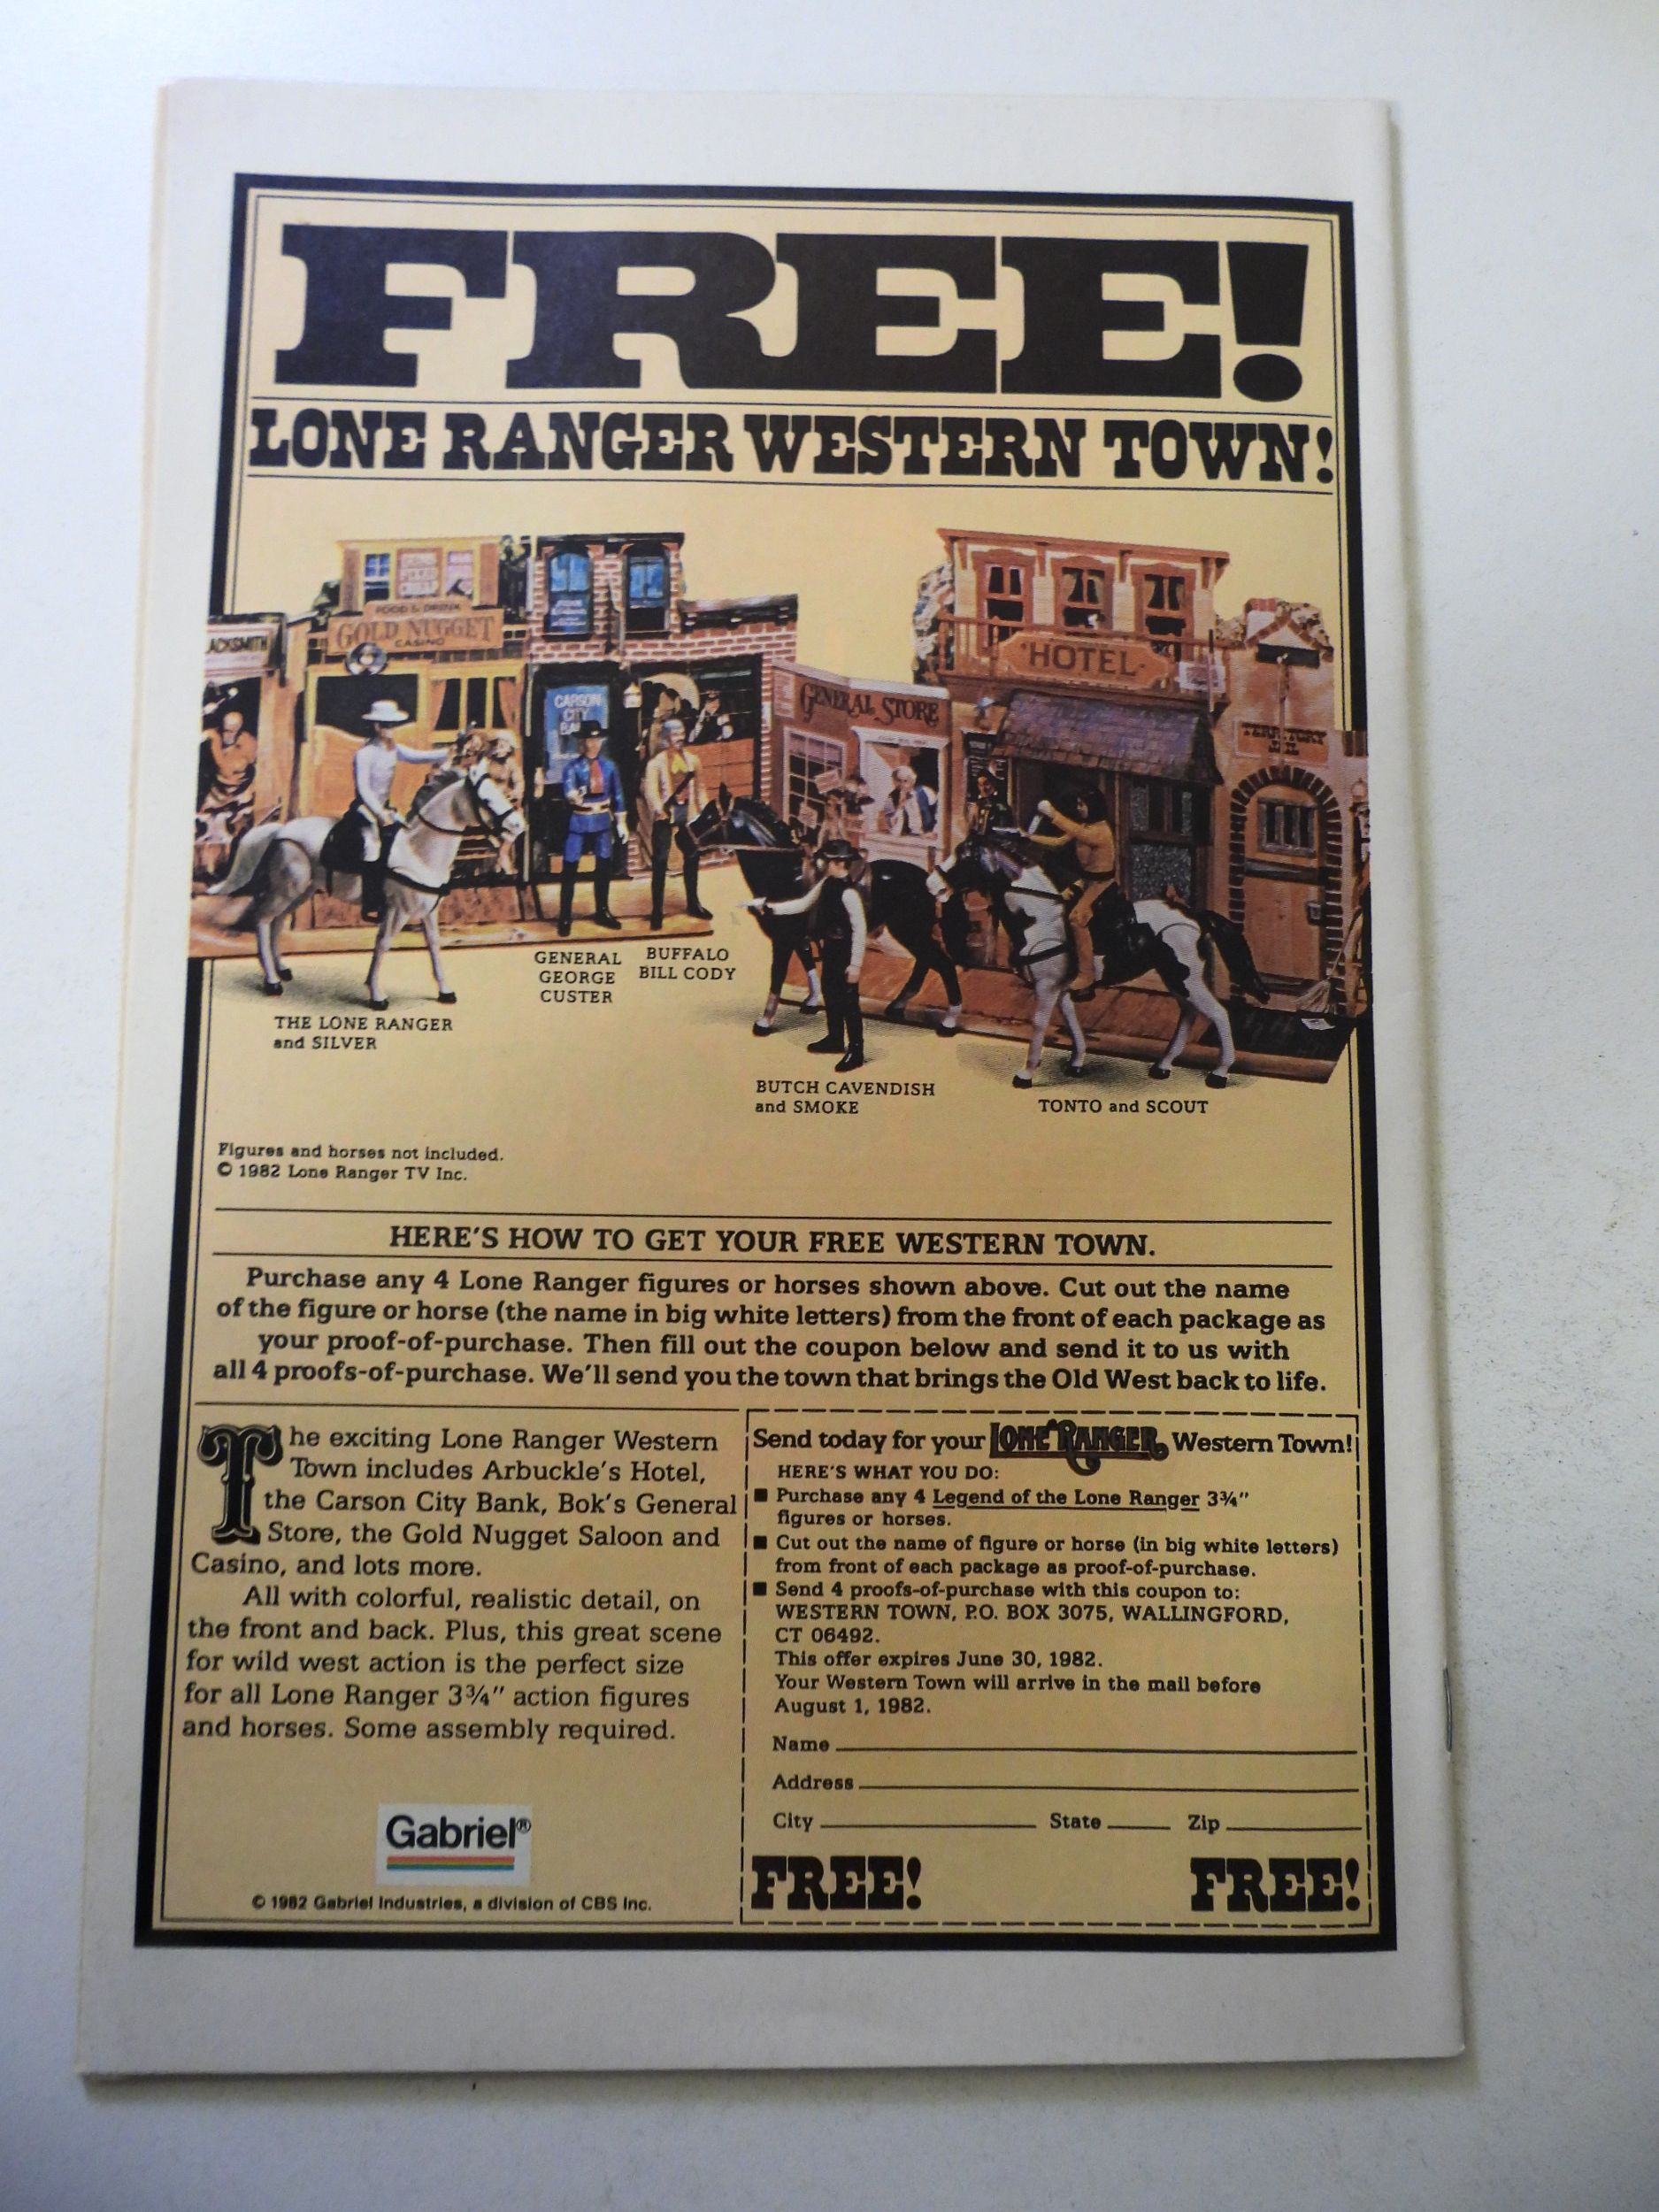 FREE!
LONE RANGER WESTERN TOWN!
ACKSMITH
FOOD & DRINK
GOLD NUGGET
CASINO
CARSON
CITY
BA
GENERAL STORE
HOTEL
TERRITORY
JAIL
GENERAL
GEORGE
CUSTER
BUFFALO
BILL CODY
THE LONE RANGER
and SILVER
BUTCH CAVENDISH
and SMOKE
TONTO and SCOUT
Figures and horses not included.
© 1982 Lone Ranger TV Inc.
HERE'S HOW TO GET YOUR FREE WESTERN TOWN.
Purchase any 4 Lone Ranger figures or horses shown above. Cut out the name
of the figure or horse (the name in big white letters) from the front of each package as
your proof-of-purchase. Then fill out the coupon below and send it to us with
all 4 proofs-of-purchase. We'll send you the town that brings the Old West back to life.
The exciting Lone Ranger Western
Town includes Arbuckle's Hotel,
the Carson City Bank, Bok's General
Store, the Gold Nugget Saloon and
Casino, and lots more.
All with colorful, realistic detail, on
the front and back. Plus, this great scene
for wild west action is the perfect size
for all Lone Ranger 3¾" action figures
and horses. Some assembly required.
Gabriel®
© 1982 Gabriel Industries, a division of CBS Inc.
Send today for your LONE RANGER Western Town!
HERE'S WHAT YOU DO:
■ Purchase any 4 Legend of the Lone Ranger 3¾"
figures or horses.
■ Cut out the name of figure or horse (in big white letters)
from front of each package as proof-of-purchase.
■ Send 4 proofs-of-purchase with this coupon to:
WESTERN TOWN, P.O. BOX 3075, WALLINGFORD,
CT 06492.
This offer expires June 30, 1982.
Your Western Town will arrive in the mail before
August 1, 1982.
Name
Address
City State Zip
FREE! FREE!